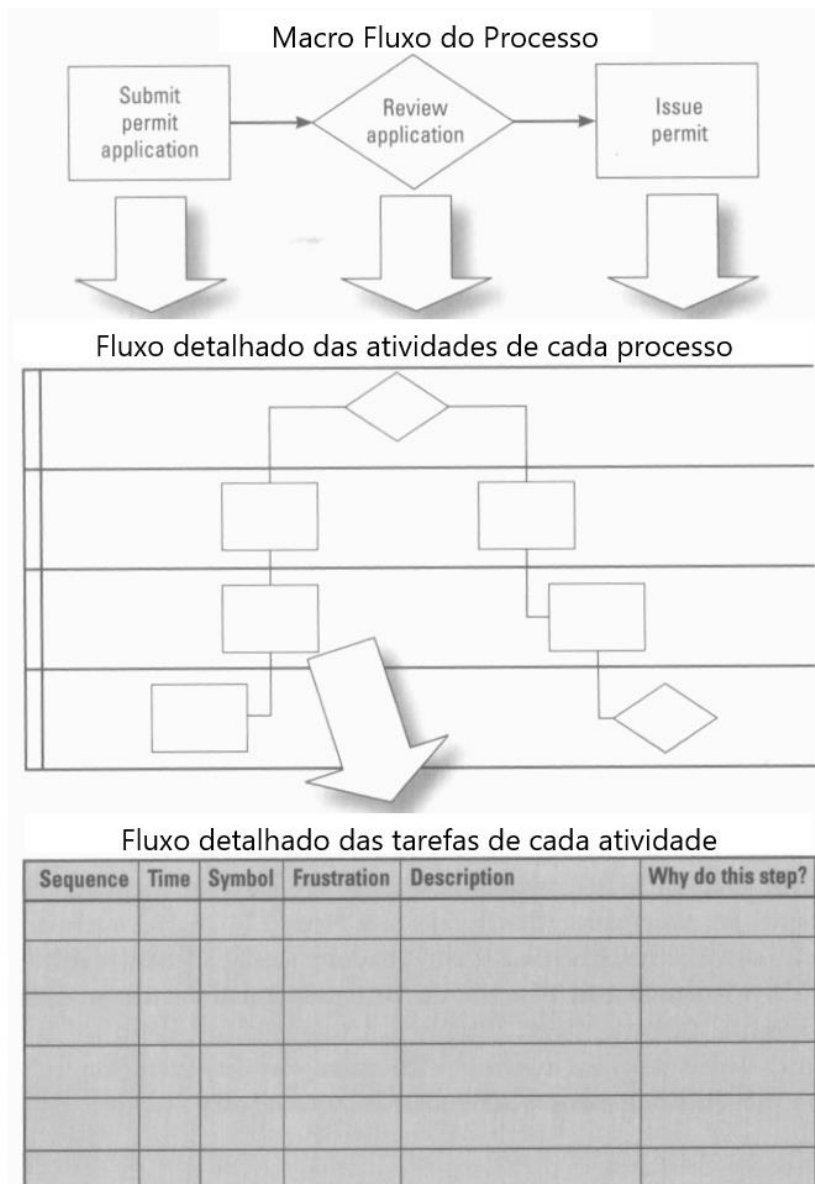 Macro Fluxo do Processo
Submit
permit
application
Review
application
Issue
permit
Fluxo detalhado das atividades de cada processo
Fluxo detalhado das tarefas de cada atividade
Sequence Time Symbol Frustration Description Why do this step?